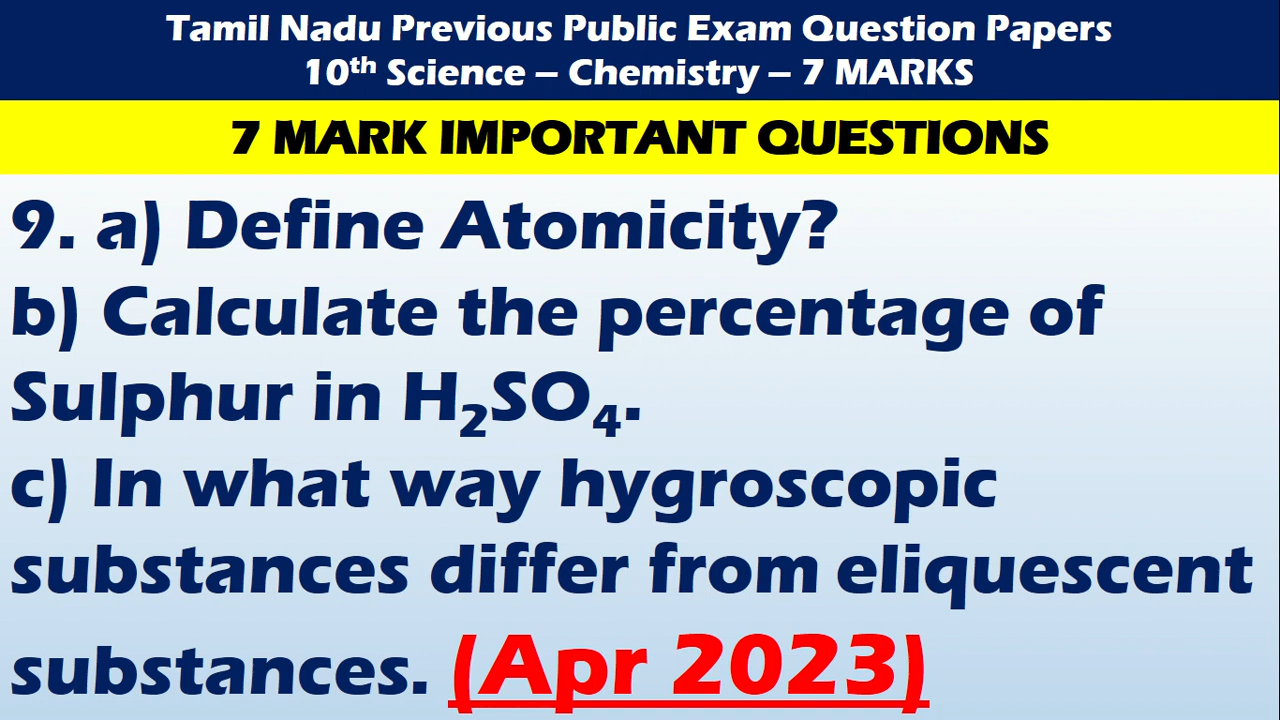 Tamil Nadu Previous Public Exam Question Papers
10th Science – Chemistry – 7 MARKS
7 MARK IMPORTANT QUESTIONS
9. a) Define Atomicity?
b) Calculate the percentage of
Sulphur in H₂SO₄.
c) In what way hygroscopic
substances differ from eliquescent
substances. (Apr 2023)